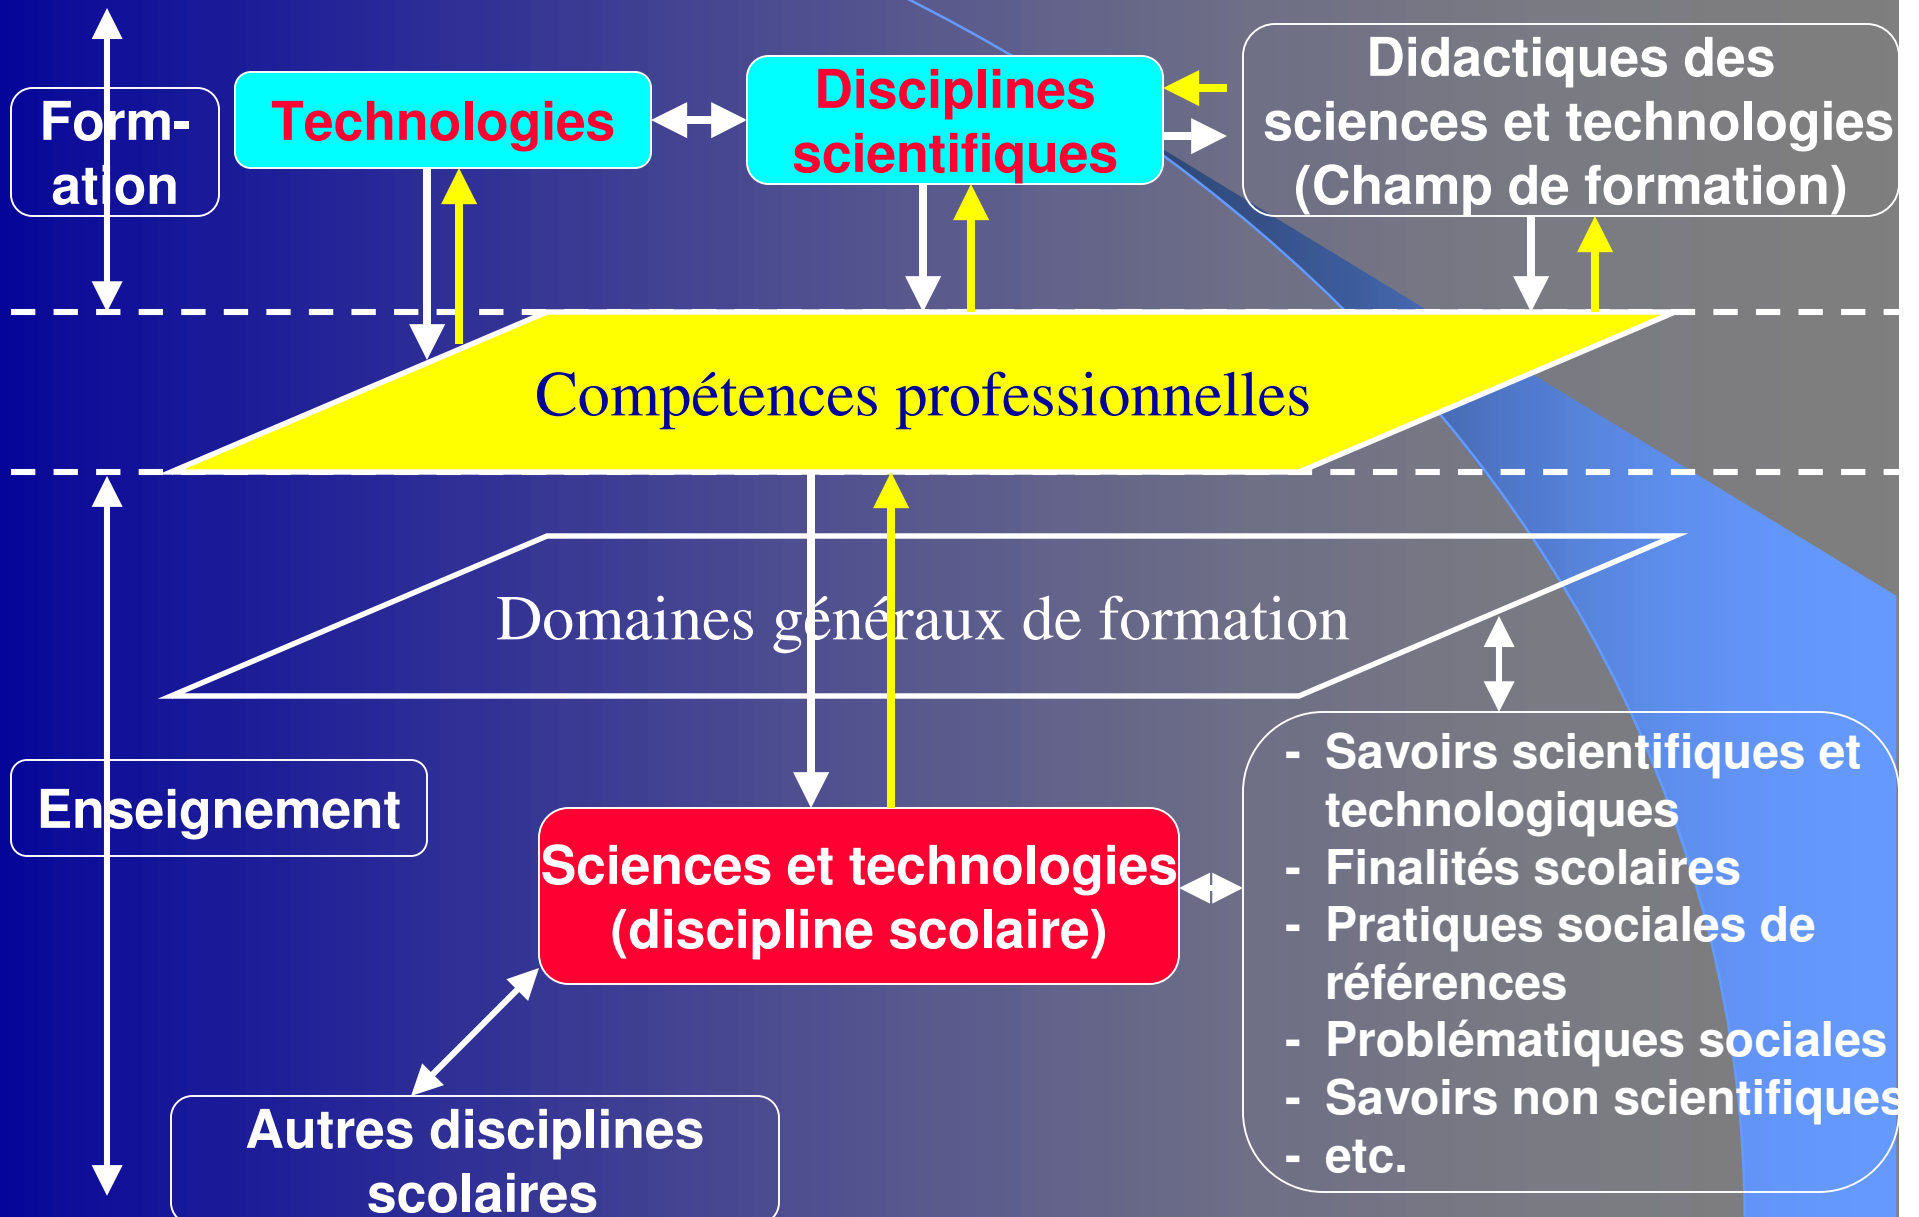 Form-
ation
Technologies
Disciplines
scientifiques
Didactiques des
sciences et technologies
(Champ de formation)
Compétences professionnelles
Domaines généraux de formation
Enseignement
Sciences et technologies
(discipline scolaire)
- Savoirs scientifiques et
technologiques
- Finalités scolaires
- Pratiques sociales de
références
- Problématiques sociales
- Savoirs non scientifiques
- etc.
Autres disciplines
scolaires